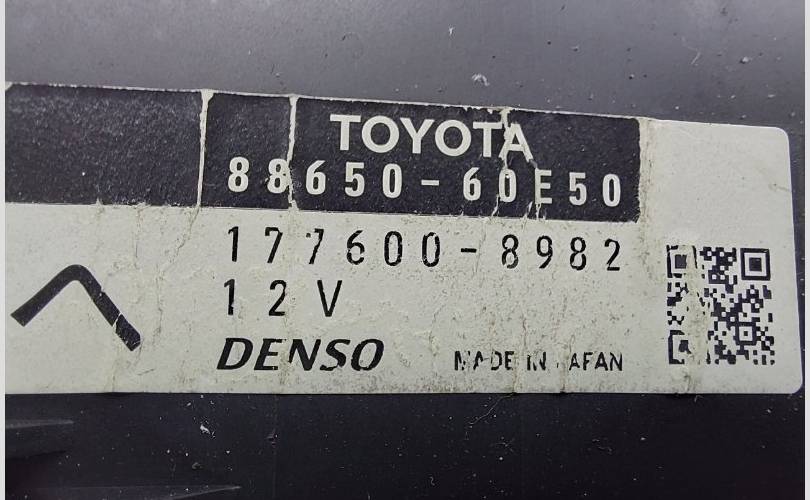 TOYOTA
88650-60E50
177600-8982
12V
DENSO
MADE IN JAPAN